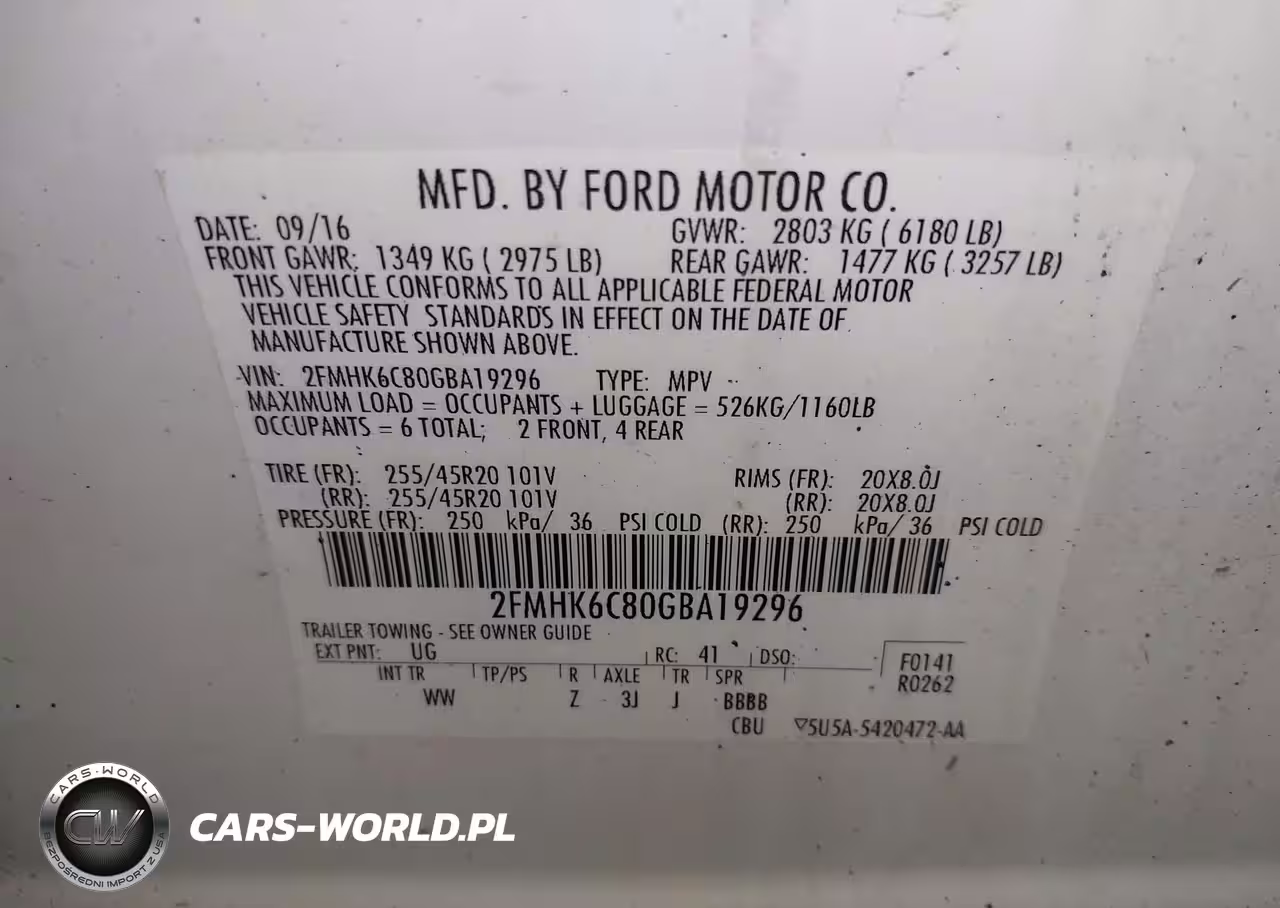 MFD. BY FORD MOTOR CO.
DATE: 09/16 GVWR: 2803 KG ( 6180 LB)
FRONT GAWR: 1349 KG ( 2975 LB) REAR GAWR: 1477 KG ( 3257 LB)
THIS VEHICLE CONFORMS TO ALL APPLICABLE FEDERAL MOTOR
VEHICLE SAFETY STANDARDS IN EFFECT ON THE DATE OF
MANUFACTURE SHOWN ABOVE.
VIN: 2FMHK6C80GBA19296 TYPE: MPV
MAXIMUM LOAD = OCCUPANTS + LUGGAGE = 526KG/1160LB
OCCUPANTS = 6 TOTAL; 2 FRONT, 4 REAR
TIRE (FR): 255/45R20 101V RIMS (FR): 20X8.0J
(RR): 255/45R20 101V (RR): 20X8.0J
PRESSURE (FR): 250 kPa/ 36 PSI COLD (RR): 250 kPa/ 36 PSI COLD
2FMHK6C80GBA19296
TRAILER TOWING - SEE OWNER GUIDE
EXT PNT: UG RC: 41 DSO: F0141
INT TR TP/PS R AXLE TR SPR R0262
WW Z 3J J BBBB
CBU ▽5U5A-5420472-AA
CARS-WORLD
CW
BEZPOŚREDNI IMPORT Z USA
CARS-WORLD.PL